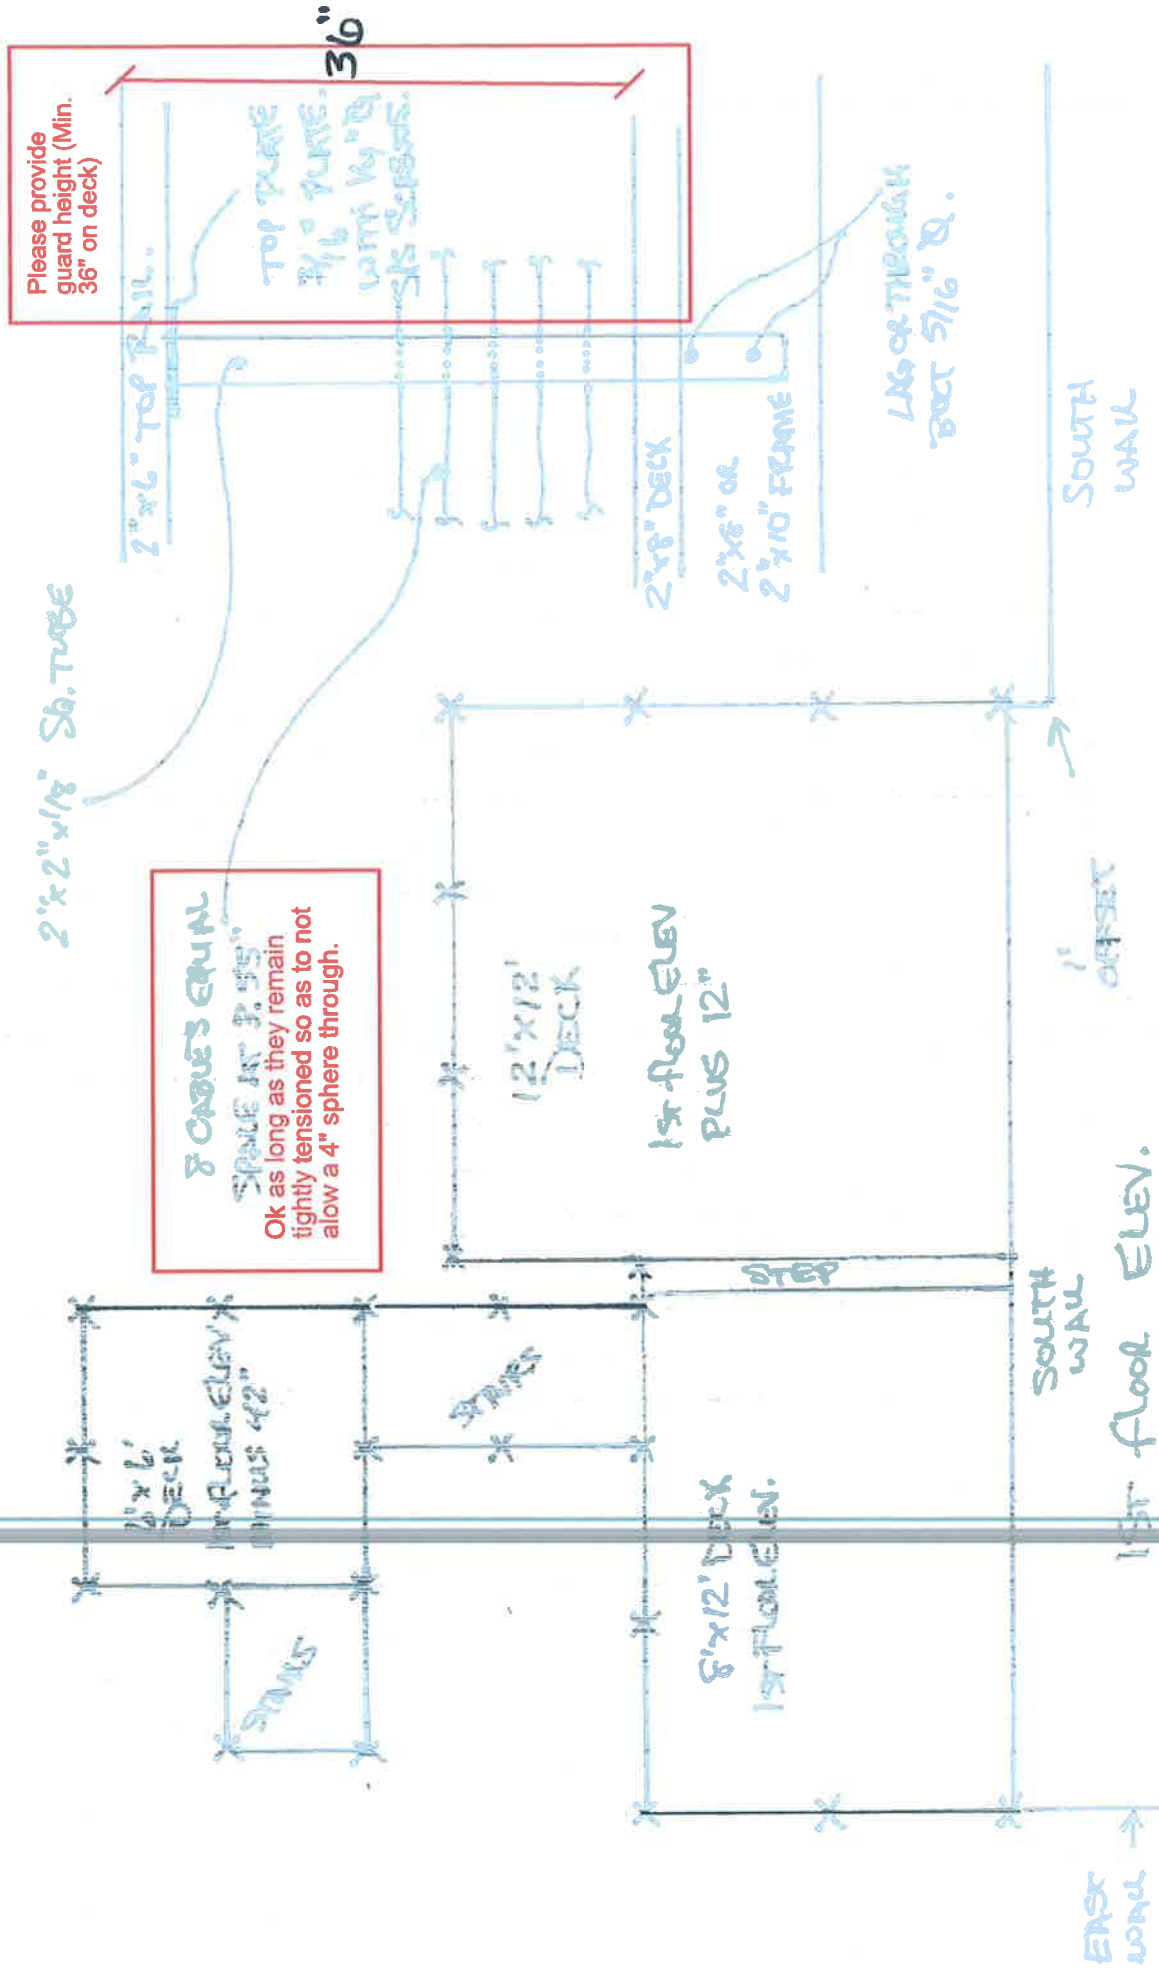 Please provide
guard height (Min.
36" on deck)
36"
2"x6" TOP RAIL.
TOP PLATE
3/16" PLATE
WITH 1/4" Ø
S/S SCREWS.
2"x2"x1/8" Sq. TUBE
8 CABLES EQUAL
SPACE AT 3.95"
Ok as long as they remain
tightly tensioned so as to not
alow a 4" sphere through.
2"x8" DECK
2"x8" OR
2"x10" FRAME
LAG OR THROUGH
BOLT 5/16" Ø.
SOUTH
WALL
12'x12'
DECK
1ST floor ELEV
PLUS 12"
1'
OFFSET
STEP
SOUTH
WALL
6'x6'
DECK
1ST FLOOR ELEV
MINUS 42"
STAIRS
STAIRS
8'x12' DECK
1ST FLOOR ELEV.
1ST floor ELEV.
EAST
WALL